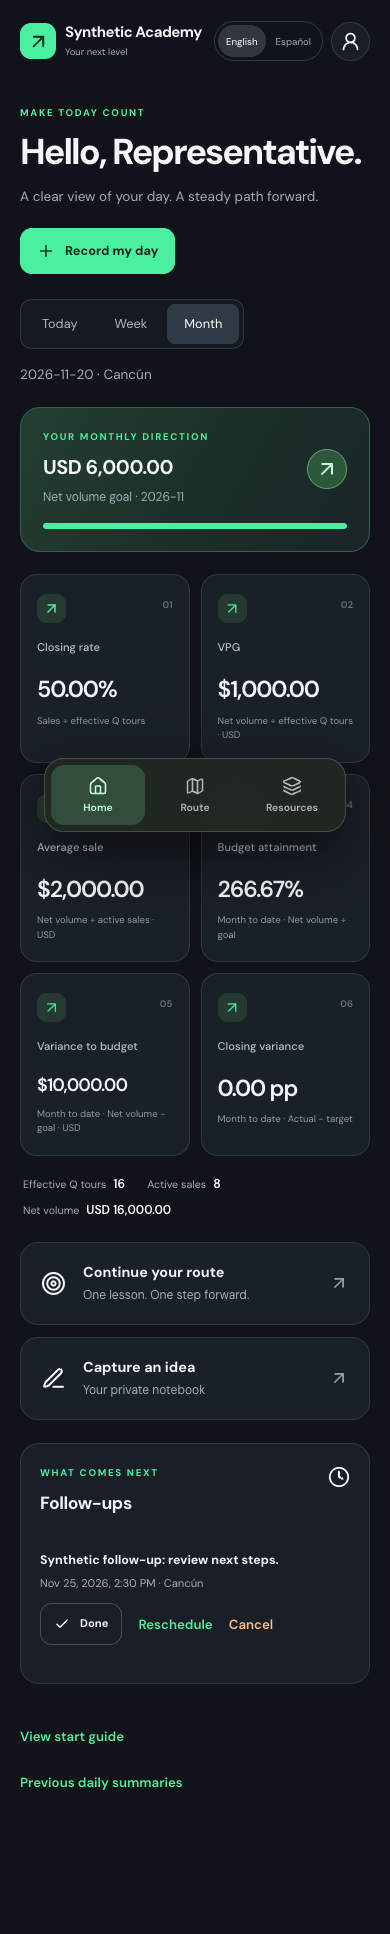 Synthetic Academy
Your next level
English
Español
MAKE TODAY COUNT
Hello, Representative.
A clear view of your day. A steady path forward.
Record my day
Today
Week
Month
2026-11-20 · Cancún
YOUR MONTHLY DIRECTION
USD 6,000.00
Net volume goal · 2026-11
01
Closing rate
50.00%
Sales ÷ effective Q tours
02
VPG
$1,000.00
Net volume ÷ effective Q tours
· USD
Home
Route
Resources
Average sale
$2,000.00
Net volume ÷ active sales ·
USD
4
Budget attainment
266.67%
Month to date · Net volume ÷
goal
05
Variance to budget
$10,000.00
Month to date · Net volume −
goal · USD
06
Closing variance
0.00 pp
Month to date · Actual − target
Effective Q tours 16
Active sales 8
Net volume USD 16,000.00
Continue your route
One lesson. One step forward.
Capture an idea
Your private notebook
WHAT COMES NEXT
Follow-ups
Synthetic follow-up: review next steps.
Nov 25, 2026, 2:30 PM · Cancún
Done
Reschedule
Cancel
View start guide
Previous daily summaries